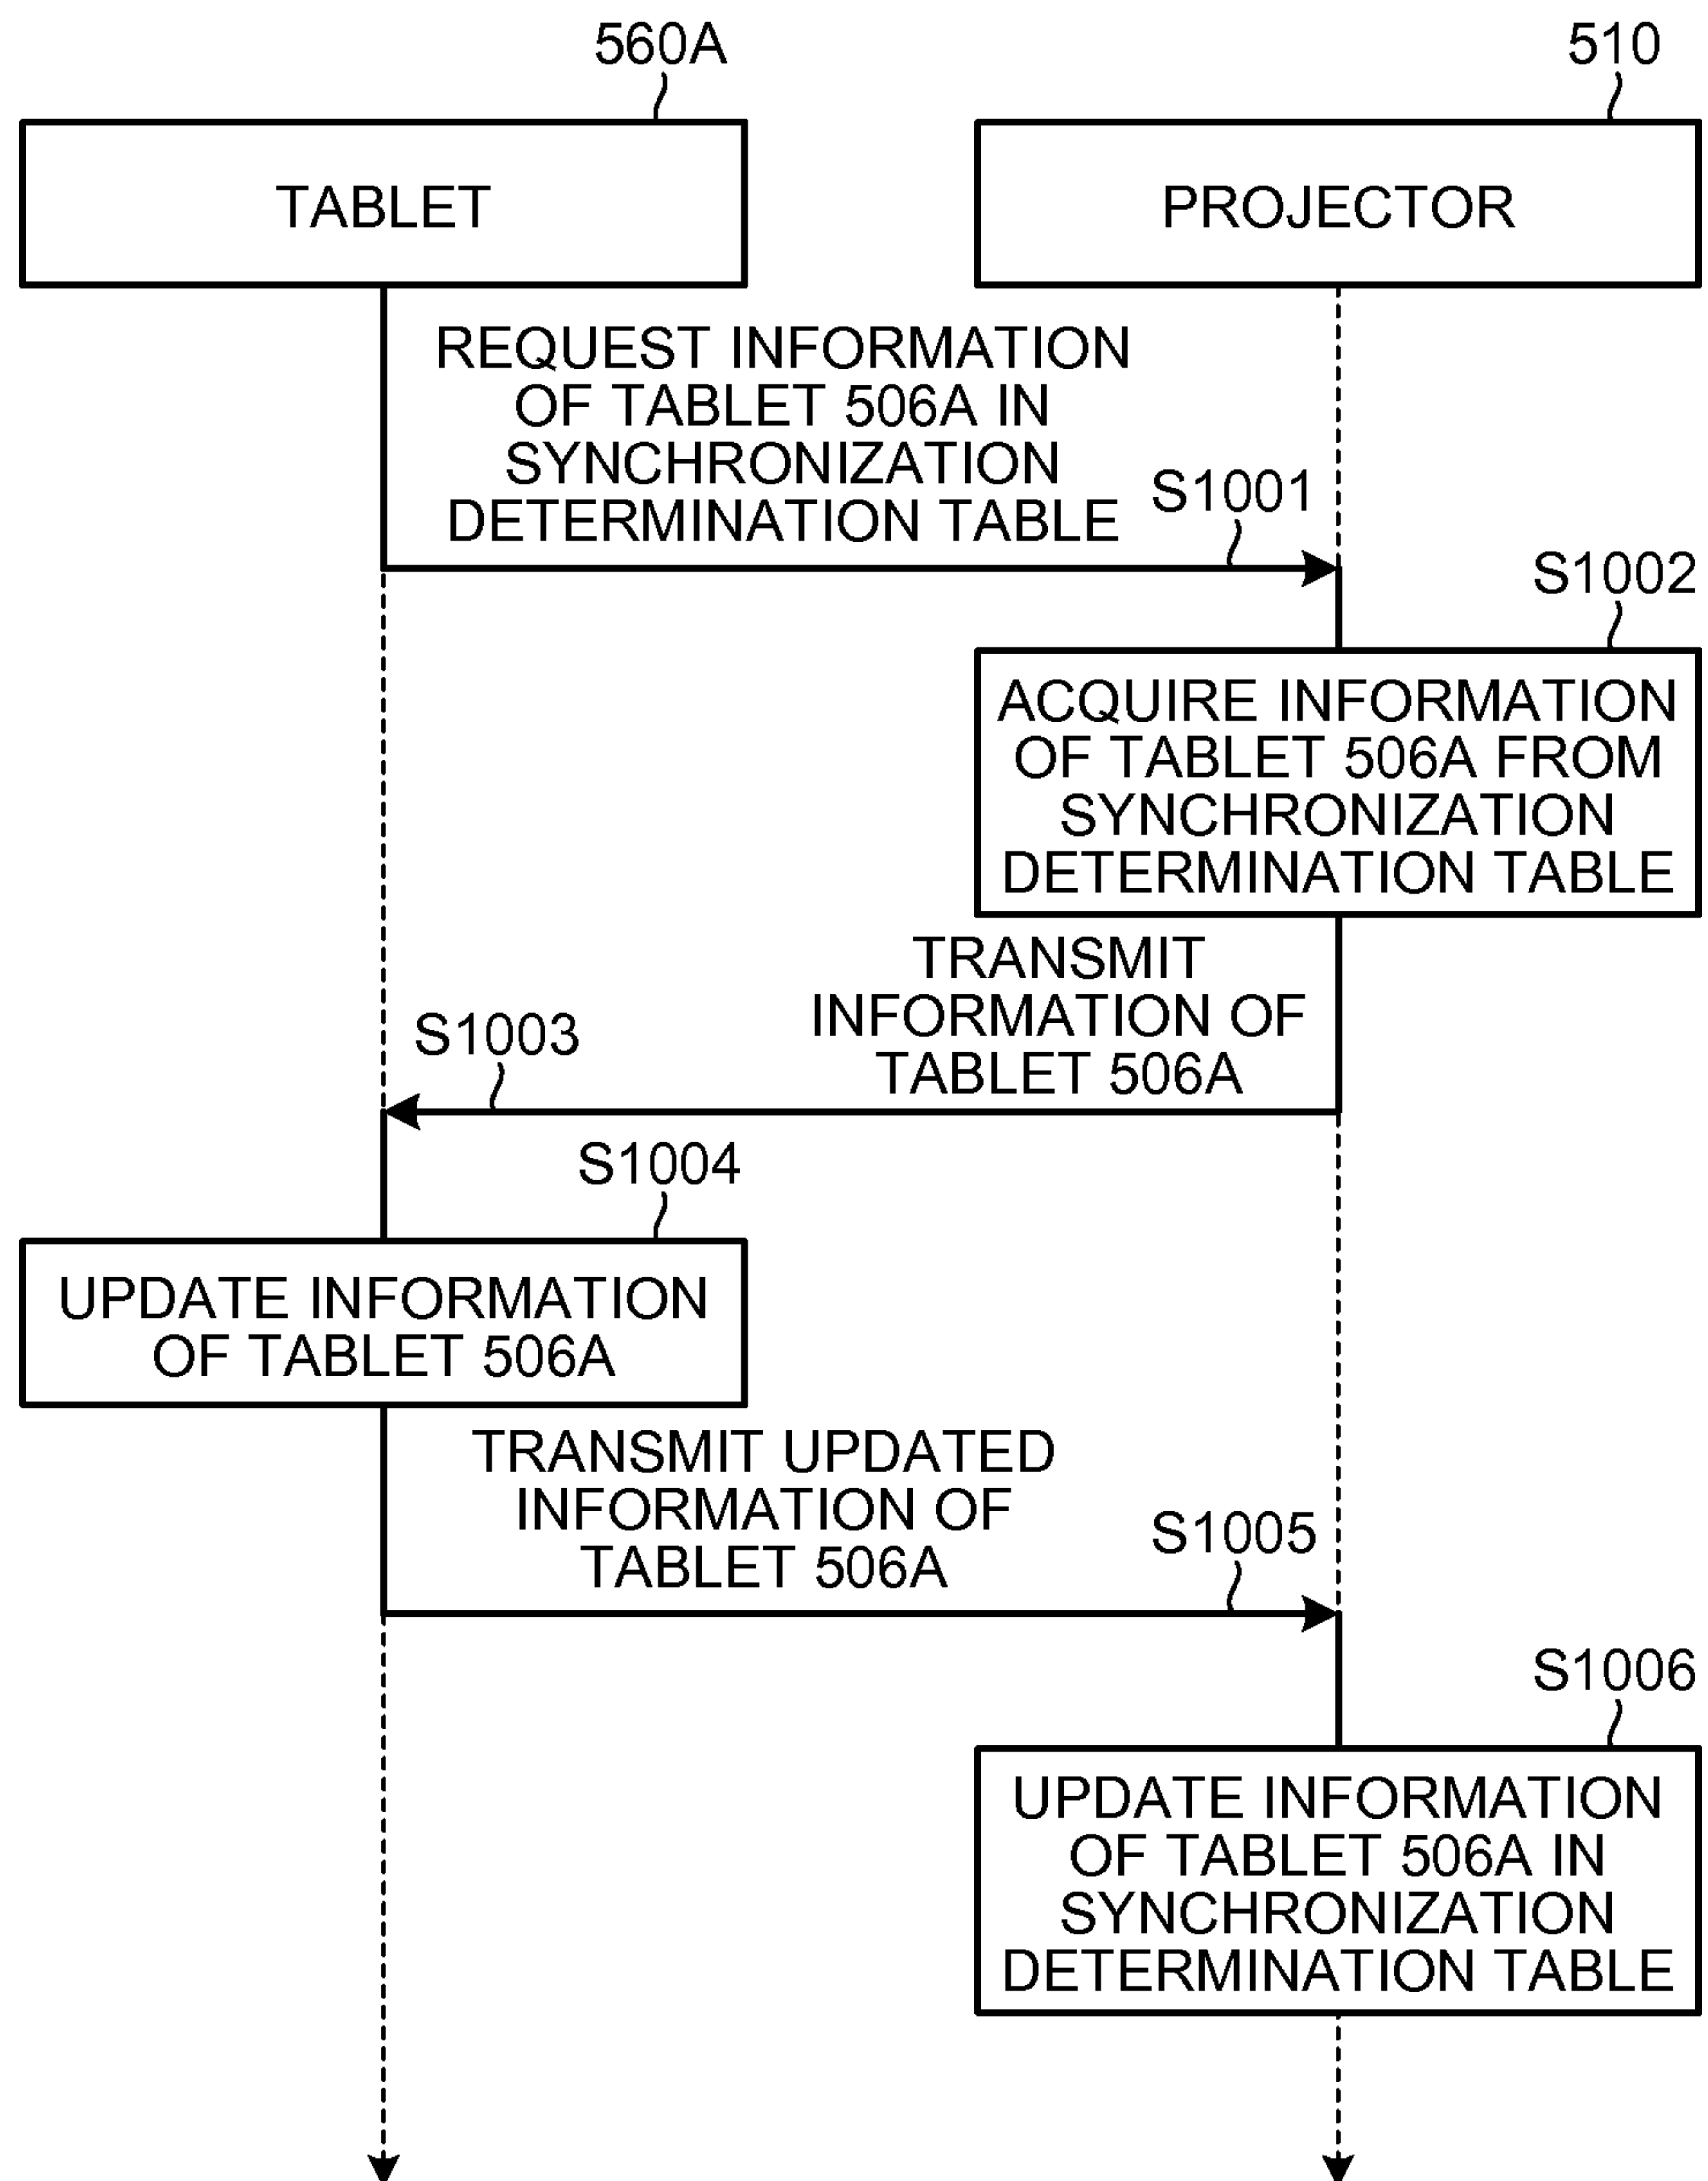 560A
510
TABLET
PROJECTOR
REQUEST INFORMATION
OF TABLET 506A IN
SYNCHRONIZATION
DETERMINATION TABLE
S1001
S1002
ACQUIRE INFORMATION
OF TABLET 506A FROM
SYNCHRONIZATION
DETERMINATION TABLE
TRANSMIT
INFORMATION OF
TABLET 506A
S1003
S1004
UPDATE INFORMATION
OF TABLET 506A
TRANSMIT UPDATED
INFORMATION OF
TABLET 506A
S1005
S1006
UPDATE INFORMATION
OF TABLET 506A IN
SYNCHRONIZATION
DETERMINATION TABLE